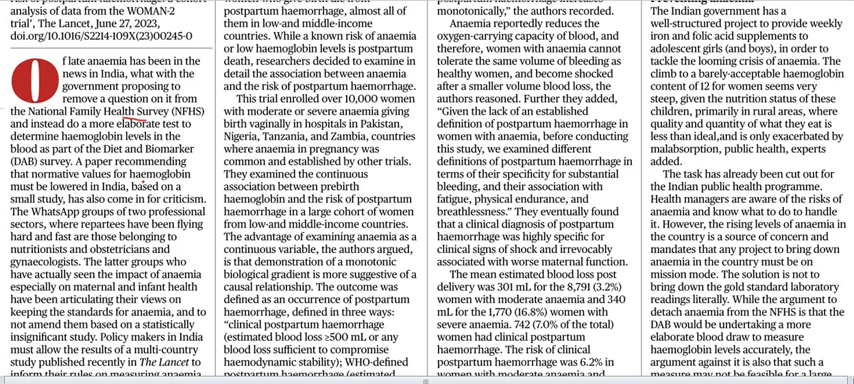 analysis of data from the WOMAN-2
trial’, The Lancet, June 27, 2023,
doi.org/10.1016/S2214-109X(23)00245-0
Of late anaemia has been in the
news in India, what with the
government proposing to
remove a question on it from
the National Family Health Survey (NFHS)
and instead do a more elaborate test to
determine haemoglobin levels in the
blood as part of the Diet and Biomarker
(DAB) survey. A paper recommending
that normative values for haemoglobin
must be lowered in India, based on a
small study, has also come in for criticism.
The WhatsApp groups of two professional
sectors, where repartees have been flying
hard and fast are those belonging to
nutritionists and obstetricians and
gynaecologists. The latter groups who
have actually seen the impact of anaemia
especially on maternal and infant health
have been articulating their views on
keeping the standards for anaemia, and to
not amend them based on a statistically
insignificant study. Policy makers in India
must allow the results of a multi-country
study published recently in The Lancet to
inform their rules on measuring anaemia
postpartum haemorrhage, almost all of
them in low-and middle-income
countries. While a known risk of anaemia
or low haemoglobin levels is postpartum
death, researchers decided to examine in
detail the association between anaemia
and the risk of postpartum haemorrhage.
This trial enrolled over 10,000 women
with moderate or severe anaemia giving
birth vaginally in hospitals in Pakistan,
Nigeria, Tanzania, and Zambia, countries
where anaemia in pregnancy was
common and established by other trials.
They examined the continuous
association between prebirth
haemoglobin and the risk of postpartum
haemorrhage in a large cohort of women
from low-and middle-income countries.
The advantage of examining anaemia as a
continuous variable, the authors argued,
is that demonstration of a monotonic
biological gradient is more suggestive of a
causal relationship. The outcome was
defined as an occurrence of postpartum
haemorrhage, defined in three ways:
“clinical postpartum haemorrhage
(estimated blood loss ≥500 mL or any
blood loss sufficient to compromise
haemodynamic stability); WHO-defined
postpartum haemorrhage (estimated
monotonically,” the authors recorded.
Anaemia reportedly reduces the
oxygen-carrying capacity of blood, and
therefore, women with anaemia cannot
tolerate the same volume of bleeding as
healthy women, and become shocked
after a smaller volume blood loss, the
authors reasoned. Further they added,
“Given the lack of an established
definition of postpartum haemorrhage in
women with anaemia, before conducting
this study, we examined different
definitions of postpartum haemorrhage in
terms of their specificity for substantial
bleeding, and their association with
fatigue, physical endurance, and
breathlessness.” They eventually found
that a clinical diagnosis of postpartum
haemorrhage was highly specific for
clinical signs of shock and irrevocably
associated with worse maternal function.
The mean estimated blood loss post
delivery was 301 mL for the 8,791 (3.2%)
women with moderate anaemia and 340
mL for the 1,770 (16.8%) women with
severe anaemia. 742 (7.0% of the total)
women had clinical postpartum
haemorrhage. The risk of clinical
postpartum haemorrhage was 6.2% in
women with moderate anaemia and
The Indian government has a
well-structured project to provide weekly
iron and folic acid supplements to
adolescent girls (and boys), in order to
tackle the looming crisis of anaemia. The
climb to a barely-acceptable haemoglobin
content of 12 for women seems very
steep, given the nutrition status of these
children, primarily in rural areas, where
quality and quantity of what they eat is
less than ideal,and is only exacerbated by
malabsorption, public health, experts
added.
The task has already been cut out for
the Indian public health programme.
Health managers are aware of the risks of
anaemia and know what to do to handle
it. However, the rising levels of anaemia in
the country is a source of concern and
mandates that any project to bring down
anaemia in the country must be on
mission mode. The solution is not to
bring down the gold standard laboratory
readings literally. While the argument to
detach anaemia from the NFHS is that the
DAB would be undertaking a more
elaborate blood draw to measure
haemoglobin levels accurately, the
argument against it is also that such a
measure may not be feasible for a large